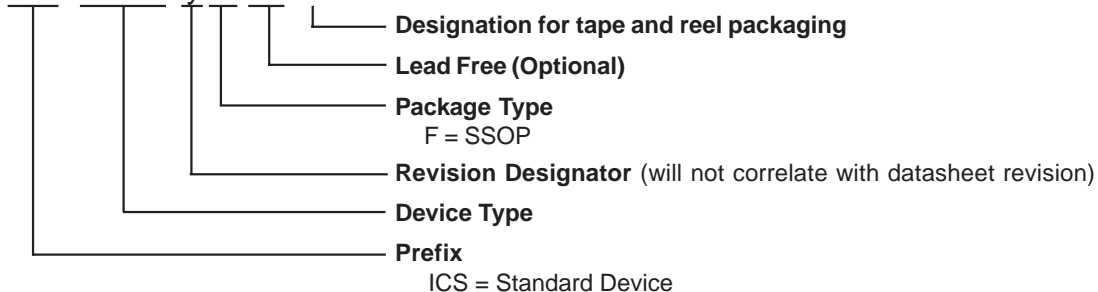 Designation for tape and reel packaging
Lead Free (Optional)
Package Type
F = SSOP
Revision Designator (will not correlate with datasheet revision)
Device Type
Prefix
ICS = Standard Device